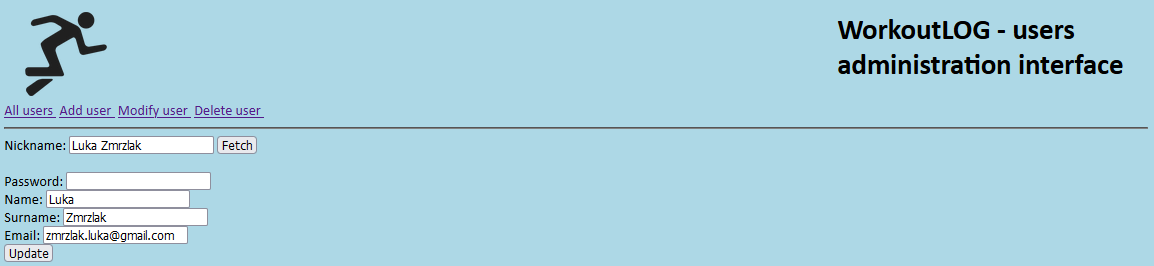 WorkoutLOG - users
administration interface
All users Add user Modify user Delete user
Nickname: Luka Zmrzlak Fetch
Password:
Name: Luka
Surname: Zmrzlak
Email: zmrzlak.luka@gmail.com
Update